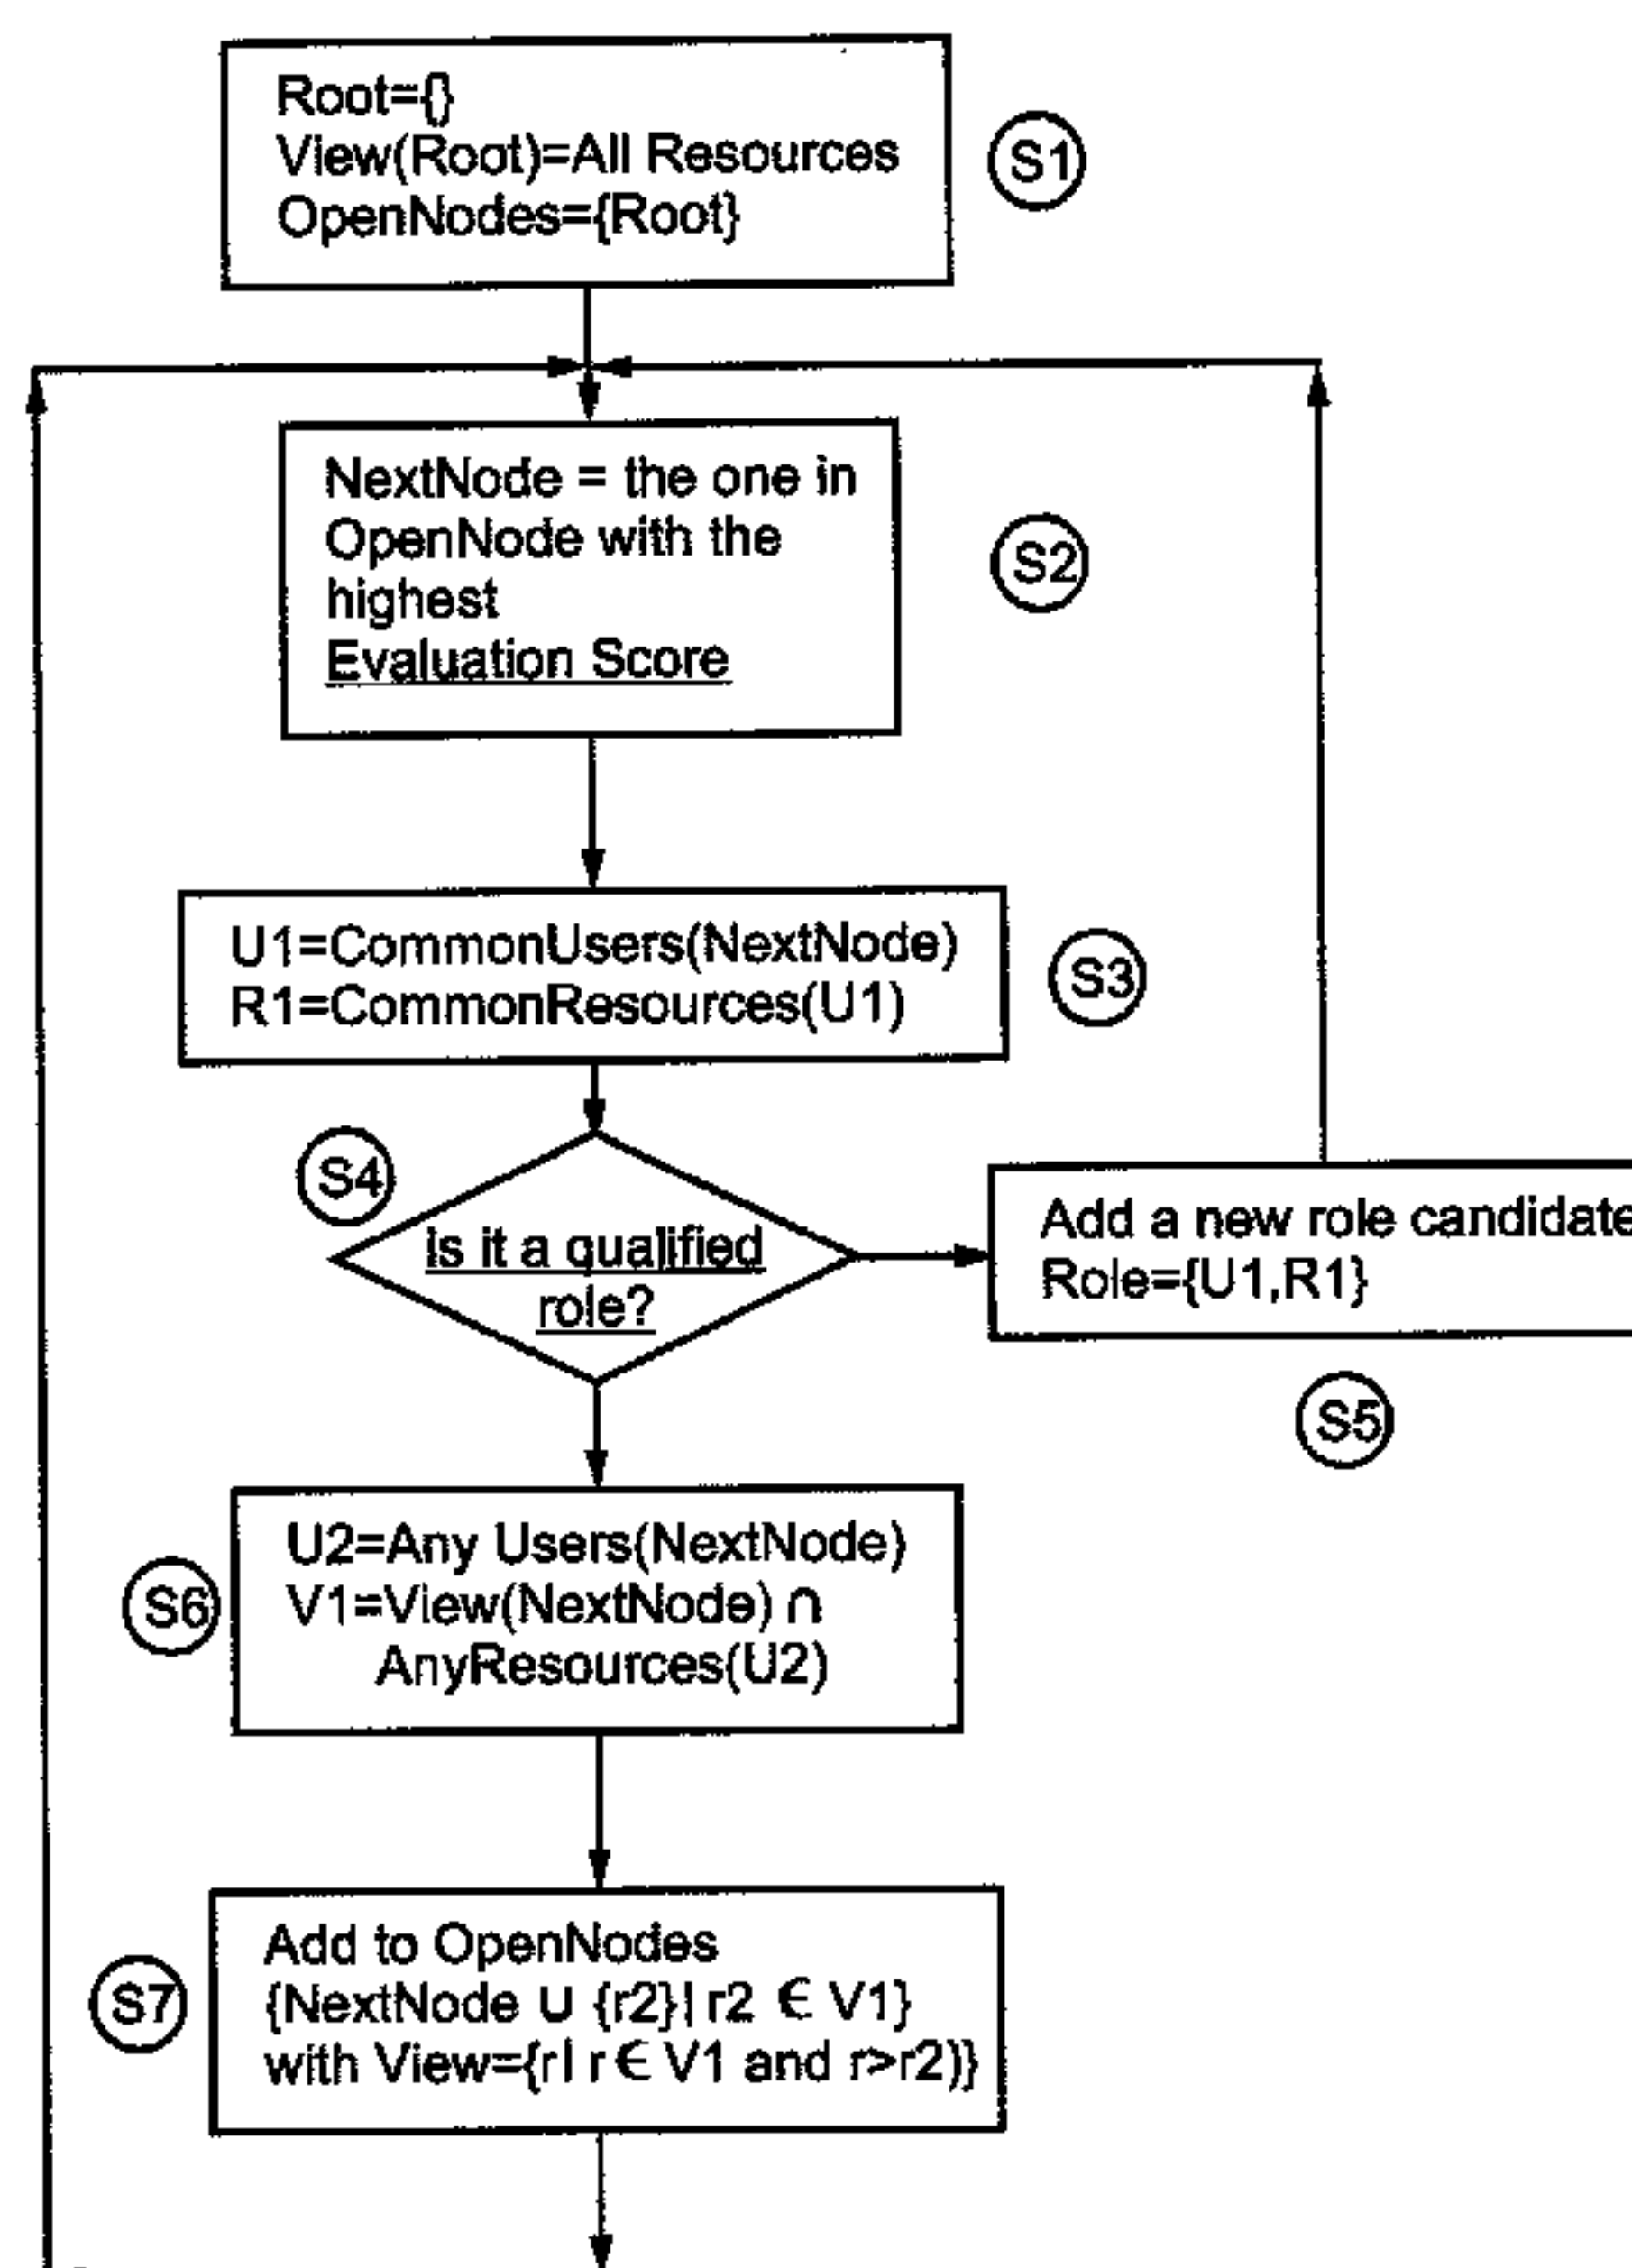 Root={}
View(Root)=All Resources
OpenNodes={Root}
S1
NextNode = the one in
OpenNode with the
highest
Evaluation Score
S2
U1=CommonUsers(NextNode)
R1=CommonResources(U1)
S3
S4
Is it a qualified
role?
Add a new role candidate
Role={U1,R1}
S5
U2=Any Users(NextNode)
V1=View(NextNode) ∩
AnyResources(U2)
S6
Add to OpenNodes
{NextNode ∪ {r2}| r2 ∈ V1}
with View={r| r ∈ V1 and r>r2)}
S7